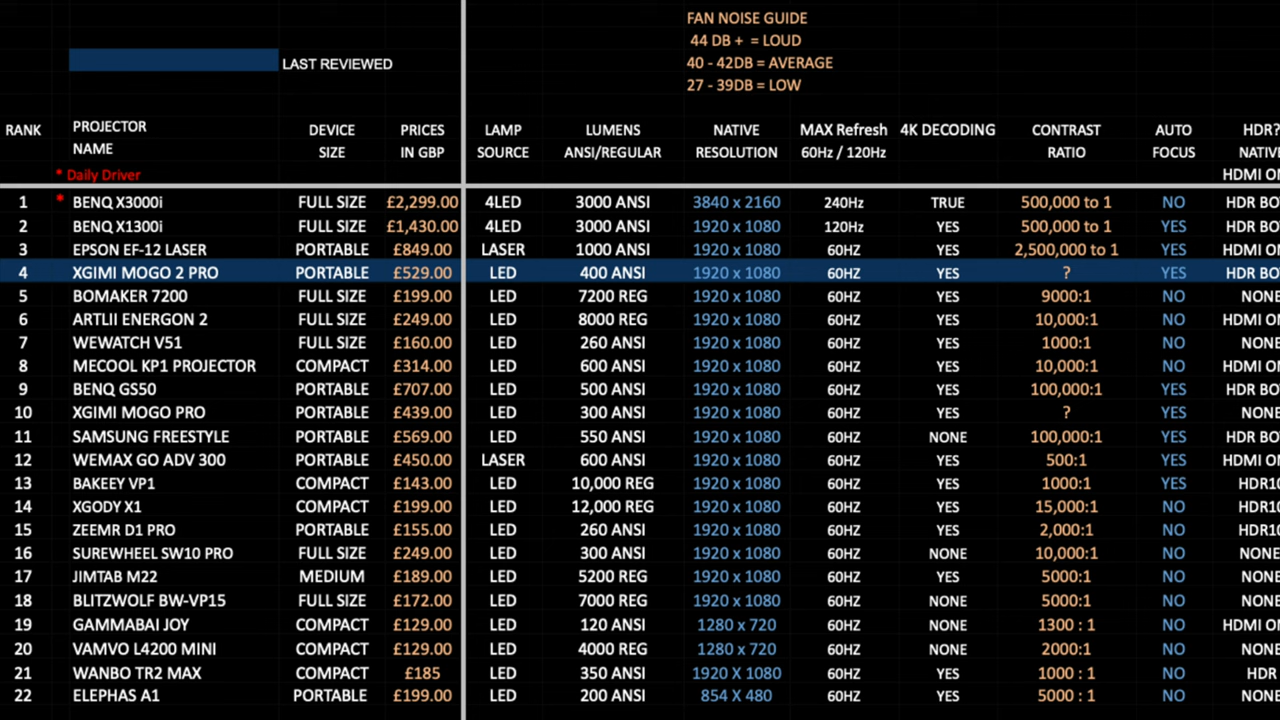 FAN NOISE GUIDE
44 DB + = LOUD
LAST REVIEWED
40 - 42DB = AVERAGE
27 - 39DB = LOW
RANK PROJECTOR NAME DEVICE SIZE PRICES IN GBP LAMP SOURCE LUMENS ANSI/REGULAR NATIVE RESOLUTION MAX Refresh 60Hz / 120Hz 4K DECODING CONTRAST RATIO AUTO FOCUS HDR? NATIVE HDMI ON
* Daily Driver
1 * BENQ X3000i FULL SIZE £2,299.00 4LED 3000 ANSI 3840 x 2160 240Hz TRUE 500,000 to 1 NO HDR BO
2 BENQ X1300i FULL SIZE £1,430.00 4LED 3000 ANSI 1920 x 1080 120Hz YES 500,000 to 1 YES HDR BO
3 EPSON EF-12 LASER PORTABLE £849.00 LASER 1000 ANSI 1920 x 1080 60HZ YES 2,500,000 to 1 YES HDMI O
4 XGIMI MOGO 2 PRO PORTABLE £529.00 LED 400 ANSI 1920 x 1080 60HZ YES ? YES HDR BO
5 BOMAKER 7200 FULL SIZE £199.00 LED 7200 REG 1920 x 1080 60HZ YES 9000:1 NO NONE
6 ARTLII ENERGON 2 FULL SIZE £249.00 LED 8000 REG 1920 x 1080 60HZ YES 10,000:1 NO HDMI O
7 WEWATCH V51 FULL SIZE £160.00 LED 260 ANSI 1920 x 1080 60HZ YES 1000:1 NO NONE
8 MECOOL KP1 PROJECTOR COMPACT £314.00 LED 600 ANSI 1920 x 1080 60HZ YES 10,000:1 NO HDMI O
9 BENQ GS50 PORTABLE £707.00 LED 500 ANSI 1920 x 1080 60HZ YES 100,000:1 YES HDR BO
10 XGIMI MOGO PRO PORTABLE £439.00 LED 300 ANSI 1920 x 1080 60HZ YES ? NO NONE
11 SAMSUNG FREESTYLE PORTABLE £569.00 LED 550 ANSI 1920 x 1080 60HZ NONE 100,000:1 YES HDR BO
12 WEMAX GO ADV 300 PORTABLE £450.00 LASER 600 ANSI 1920 x 1080 60HZ YES 500:1 YES HDMI O
13 BAKEEY VP1 COMPACT £143.00 LED 10,000 REG 1920 x 1080 60HZ YES 1000:1 YES HDR10
14 XGODY X1 COMPACT £199.00 LED 12,000 REG 1920 x 1080 60HZ YES 15,000:1 NO HDR10
15 ZEEMR D1 PRO PORTABLE £155.00 LED 260 ANSI 1920 x 1080 60HZ YES 2,000:1 NO HDR10
16 SUREWHEEL SW10 PRO FULL SIZE £249.00 LED 300 ANSI 1920 x 1080 60HZ NONE 10,000:1 NO NONE
17 JIMTAB M22 MEDIUM £189.00 LED 5200 REG 1920 x 1080 60HZ YES 5000:1 NO NONE
18 BLITZWOLF BW-VP15 FULL SIZE £172.00 LED 7000 REG 1920 x 1080 60HZ NONE 5000:1 NO NONE
19 GAMMABAI JOY COMPACT £129.00 LED 120 ANSI 1280 x 720 60HZ NONE 1300 : 1 NO HDMI O
20 VAMVO L4200 MINI COMPACT £129.00 LED 4000 REG 1280 x 720 60HZ NONE 2000:1 NO NONE
21 WANBO TR2 MAX COMPACT £185 LED 350 ANSI 1920 X 1080 60HZ YES 1000 : 1 NO HDR
22 ELEPHAS A1 PORTABLE £199.00 LED 200 ANSI 854 X 480 60HZ YES 5000 : 1 NO NONE